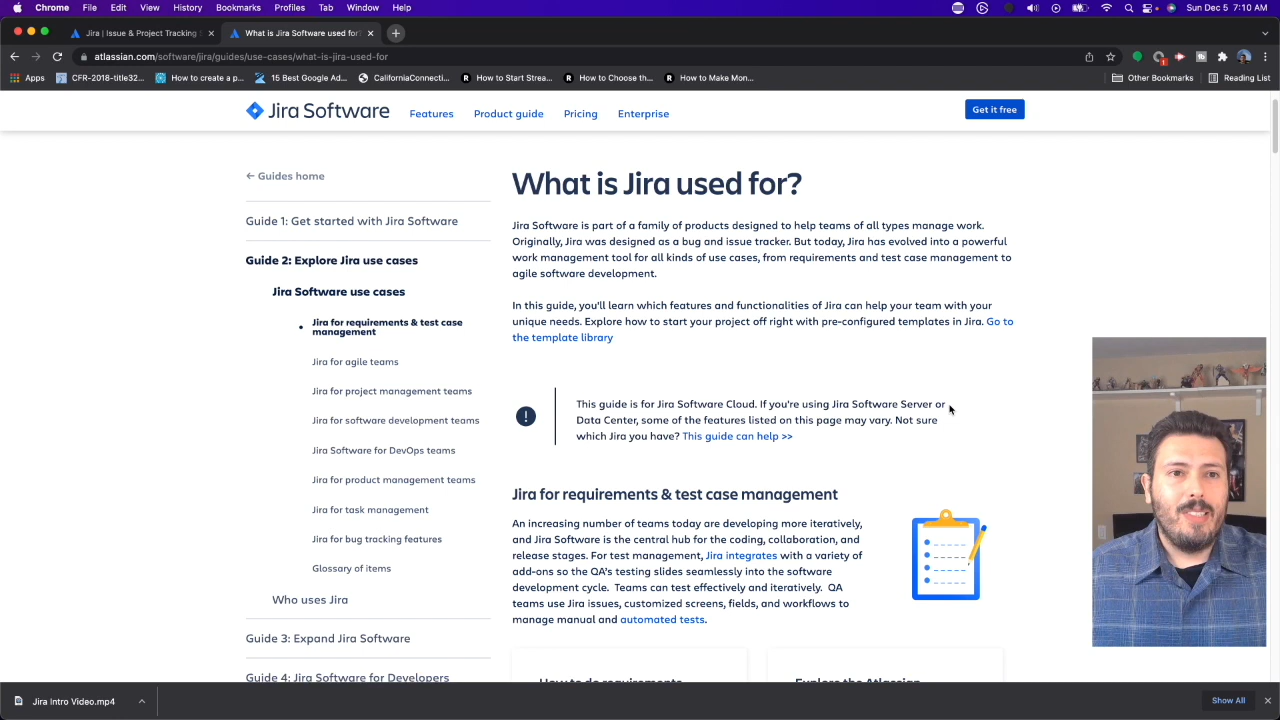 Chrome File Edit View History Bookmarks Profiles Tab Window Help Sun Dec 5 7:10 AM
Jira | Issue & Project Tracking S × What is Jira Software used for? × +
atlassian.com/software/jira/guides/use-cases/what-is-jira-used-for
Apps CFR-2018-title32... How to create a p... 15 Best Google Ad... CaliforniaConnecti... How to Start Strea... How to Choose th... How to Make Mon... Other Bookmarks Reading List
Jira Software Features Product guide Pricing Enterprise Get it free
← Guides home
Guide 1: Get started with Jira Software
Guide 2: Explore Jira use cases
Jira Software use cases
Jira for requirements & test case
management
Jira for agile teams
Jira for project management teams
Jira for software development teams
Jira Software for DevOps teams
Jira for product management teams
Jira for task management
Jira for bug tracking features
Glossary of items
Who uses Jira
Guide 3: Expand Jira Software
Guide 4: Jira Software for Developers
What is Jira used for?
Jira Software is part of a family of products designed to help teams of all types manage work.
Originally, Jira was designed as a bug and issue tracker. But today, Jira has evolved into a powerful
work management tool for all kinds of use cases, from requirements and test case management to
agile software development.
In this guide, you'll learn which features and functionalities of Jira can help your team with your
unique needs. Explore how to start your project off right with pre-configured templates in Jira. Go to
the template library
This guide is for Jira Software Cloud. If you're using Jira Software Server or
Data Center, some of the features listed on this page may vary. Not sure
which Jira you have? This guide can help >>
Jira for requirements & test case management
An increasing number of teams today are developing more iteratively,
and Jira Software is the central hub for the coding, collaboration, and
release stages. For test management, Jira integrates with a variety of
add-ons so the QA's testing slides seamlessly into the software
development cycle. Teams can test effectively and iteratively. QA
teams use Jira issues, customized screens, fields, and workflows to
manage manual and automated tests.
How to do requirements
Explore the Atlassian
Jira Intro Video.mp4 Show All